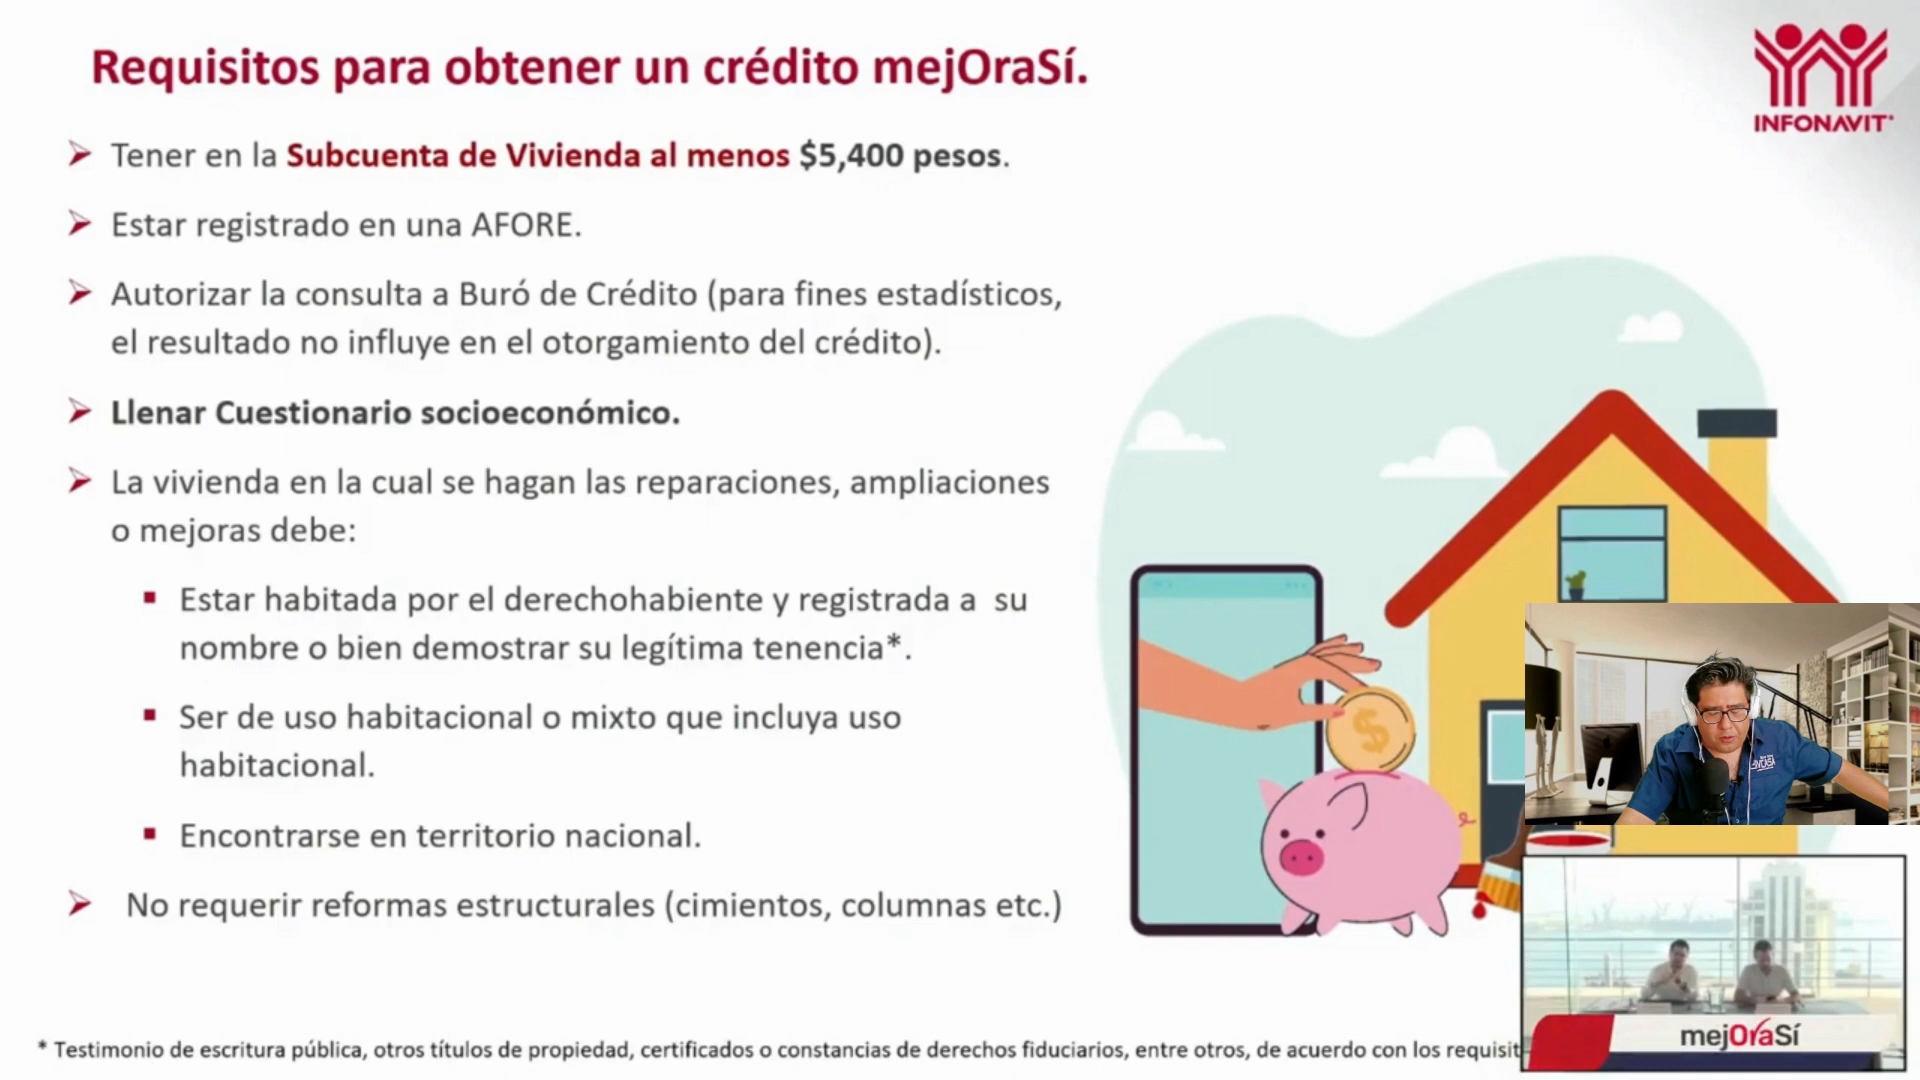 Requisitos para obtener un crédito mejOraSí.
INFONAVIT
Tener en la Subcuenta de Vivienda al menos $5,400 pesos.
Estar registrado en una AFORE.
Autorizar la consulta a Buró de Crédito (para fines estadísticos,
el resultado no influye en el otorgamiento del crédito).
Llenar Cuestionario socioeconómico.
La vivienda en la cual se hagan las reparaciones, ampliaciones
o mejoras debe:
Estar habitada por el derechohabiente y registrada a su
nombre o bien demostrar su legítima tenencia*.
Ser de uso habitacional o mixto que incluya uso
habitacional.
Encontrarse en territorio nacional.
No requerir reformas estructurales (cimientos, columnas etc.)
$
* Testimonio de escritura pública, otros títulos de propiedad, certificados o constancias de derechos fiduciarios, entre otros, de acuerdo con los requisit
mejOraSí